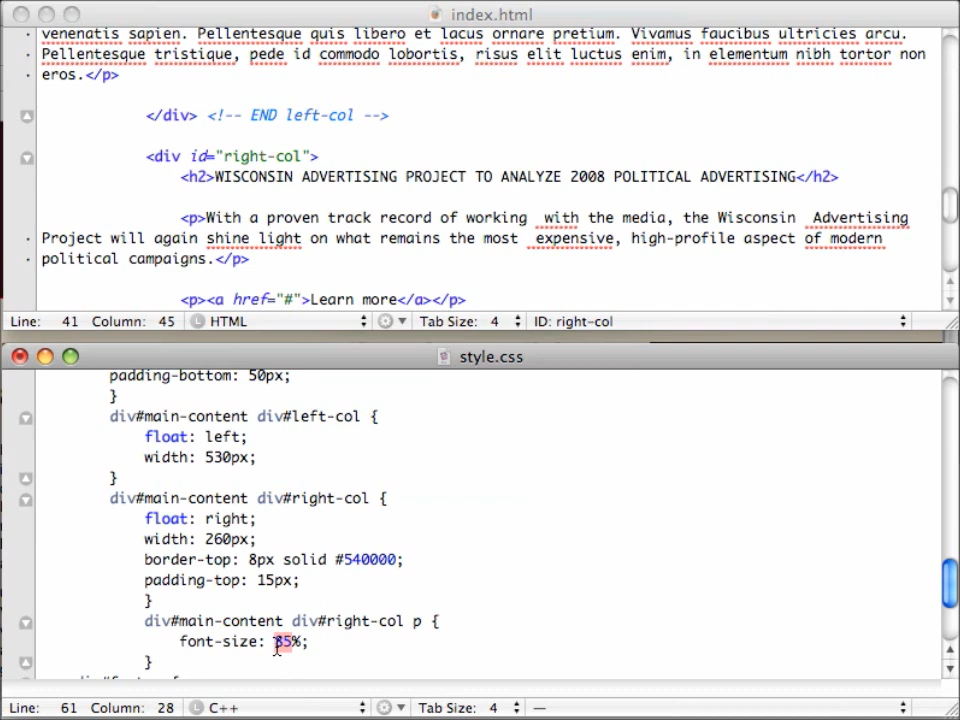 index.html
venenatis sapien. Pellentesque quis libero et lacus ornare pretium. Vivamus faucibus ultricies arcu.
Pellentesque tristique, pede id commodo lobortis, risus elit luctus enim, in elementum nibh tortor non
eros.</p>
</div> <!-- END left-col -->
<div id="right-col">
<h2>WISCONSIN ADVERTISING PROJECT TO ANALYZE 2008 POLITICAL ADVERTISING</h2>
<p>With a proven track record of working  with the media, the Wisconsin  Advertising
Project will again shine light on what remains the most  expensive, high-profile aspect of modern
political campaigns.</p>
<p><a href="#">Learn more</a></p>
Line: 41 Column: 45 HTML Tab Size: 4 ID: right-col
style.css
padding-bottom: 50px;
}
div#main-content div#left-col {
float: left;
width: 530px;
}
div#main-content div#right-col {
float: right;
width: 260px;
border-top: 8px solid #540000;
padding-top: 15px;
}
div#main-content div#right-col p {
font-size: 85%;
}
Line: 61 Column: 28 C++ Tab Size: 4 —